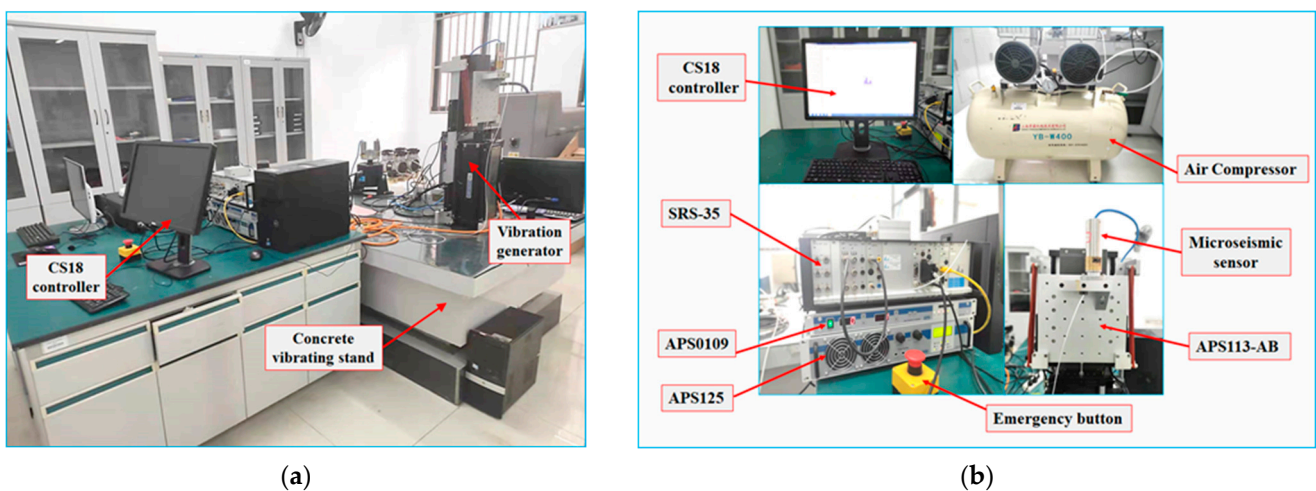 CS18
controller
Vibration
generator
Concrete
vibrating stand
(a)
CS18
controller
YB-W400
Air Compressor
SRS-35
Microseismic
sensor
APS0109
APS113-AB
APS125
Emergency button
(b)